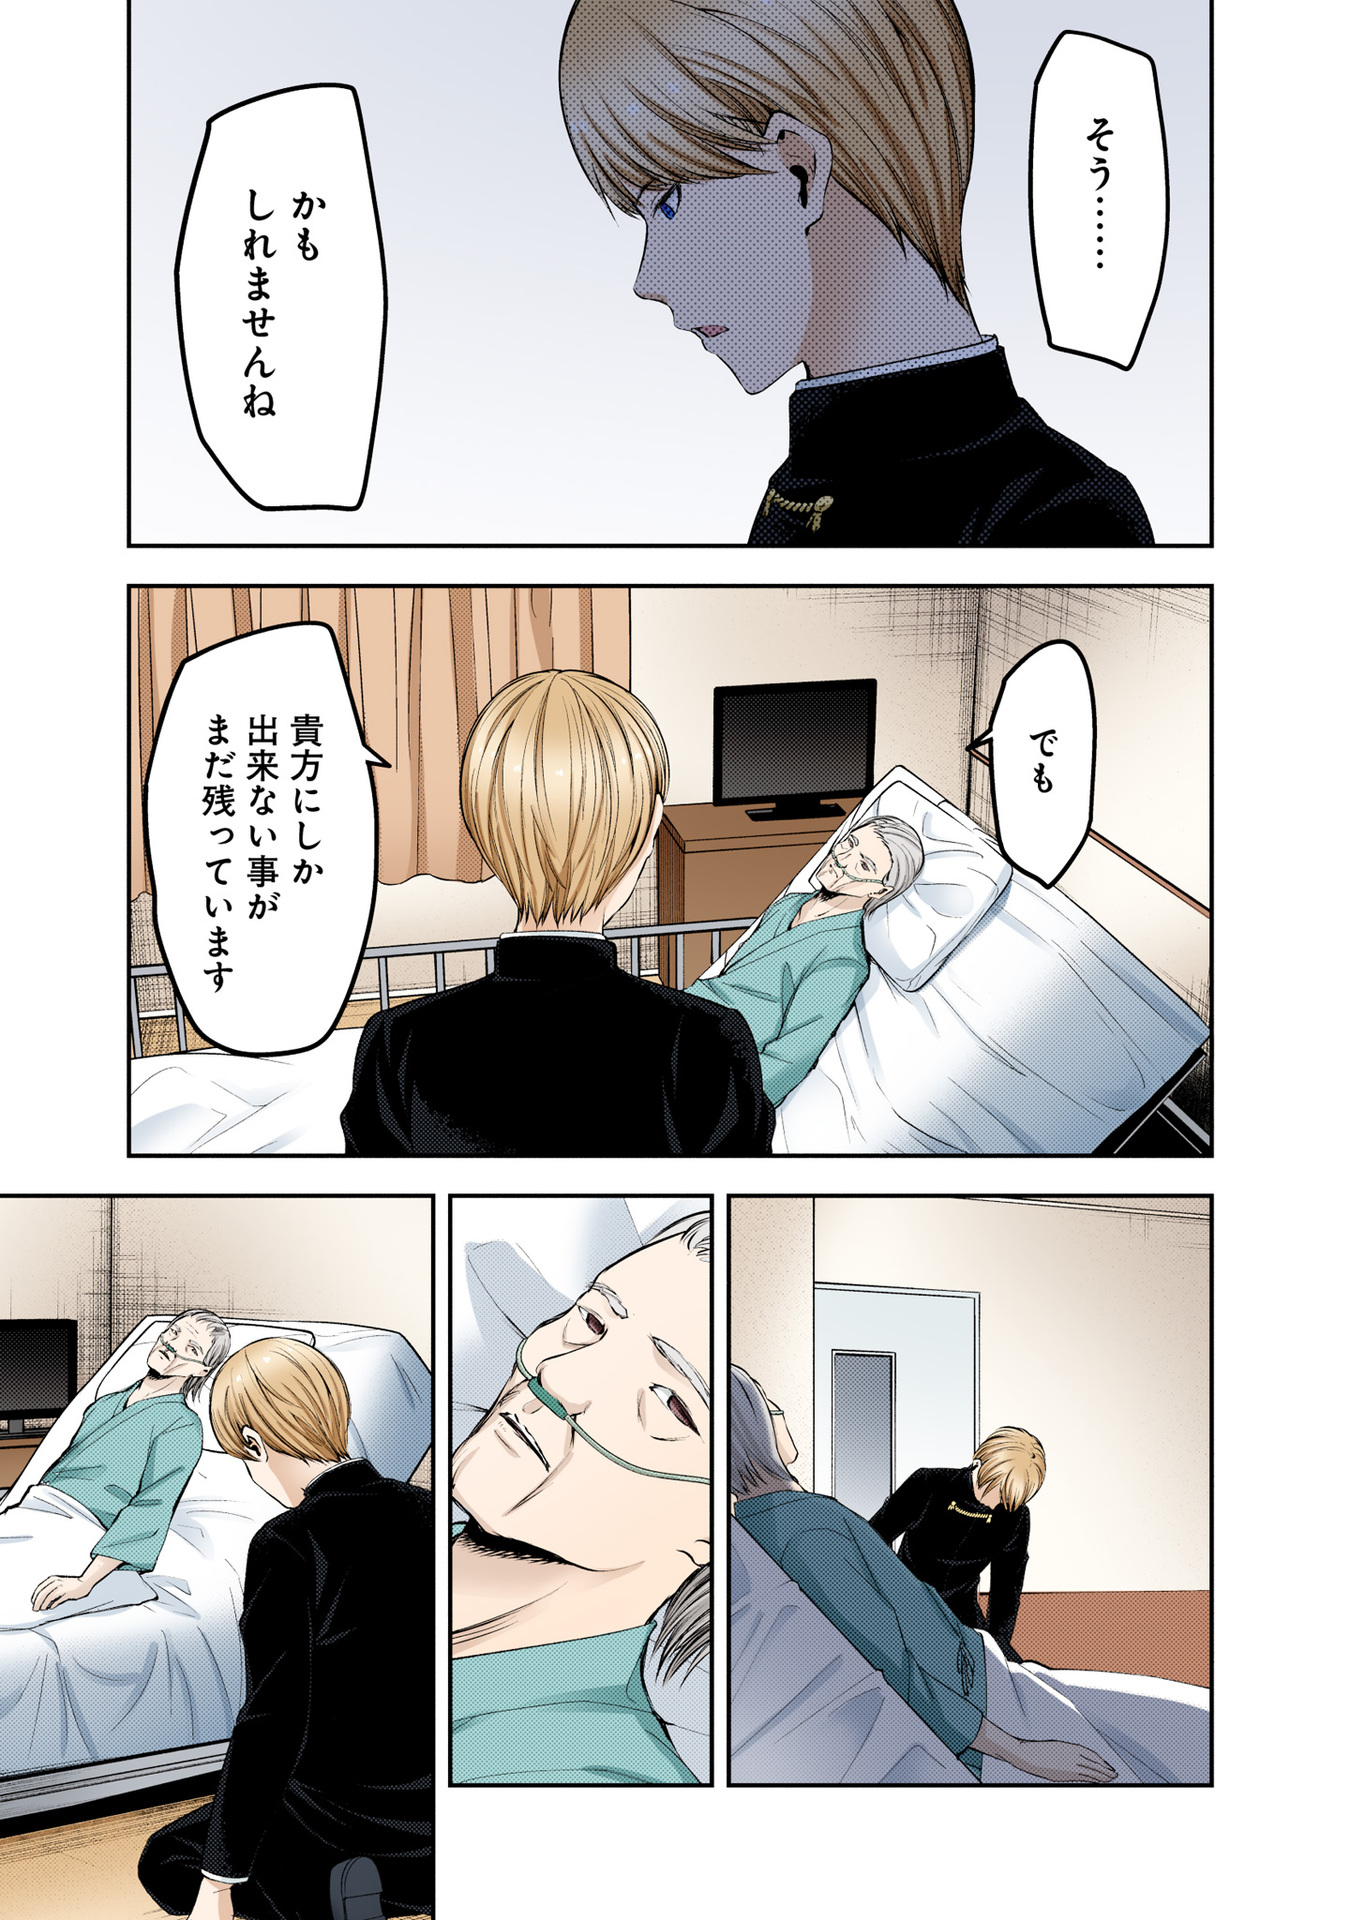 そう……
かも
しれませんね
でも
貴方にしか
出来ない事が
まだ残っています